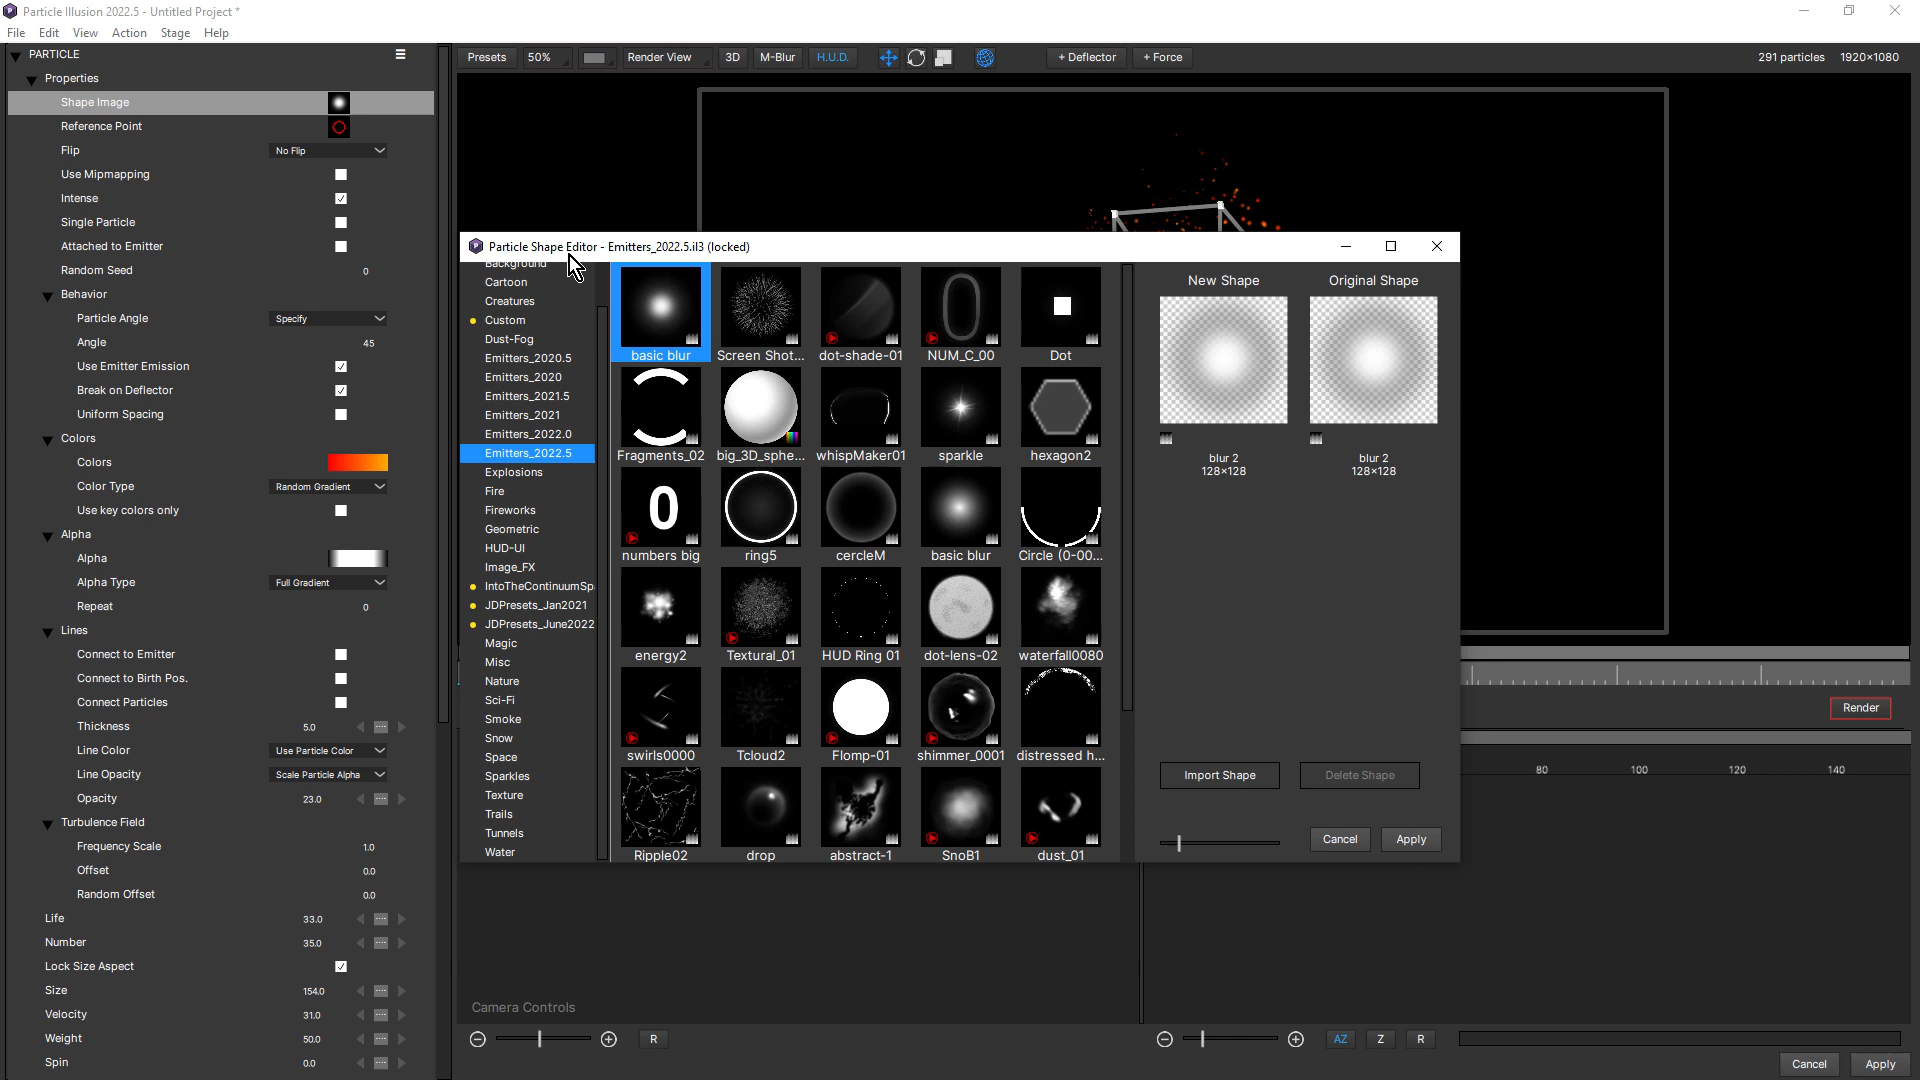 Particle Illusion 2022.5 - Untitled Project *
File Edit View Action Stage Help
PARTICLE
Properties
Shape Image
Reference Point
Flip No Flip
Use Mipmapping
Intense
Single Particle
Attached to Emitter
Random Seed 0
Behavior
Particle Angle Specify
Angle 45
Use Emitter Emission
Break on Deflector
Uniform Spacing
Colors
Colors
Color Type Random Gradient
Use key colors only
Alpha
Alpha
Alpha Type Full Gradient
Repeat 0
Lines
Connect to Emitter
Connect to Birth Pos.
Connect Particles
Thickness 5.0
Line Color Use Particle Color
Line Opacity Scale Particle Alpha
Opacity 23.0
Turbulence Field
Frequency Scale 1.0
Offset 0.0
Random Offset 0.0
Life 33.0
Number 35.0
Lock Size Aspect
Size 154.0
Velocity 31.0
Weight 50.0
Spin 0.0
Presets 50% Render View 3D M-Blur H.U.D. + Deflector + Force 291 particles 1920×1080
Particle Shape Editor - Emitters_2022.5.il3 (locked)
Background
Cartoon
Creatures
Custom
Dust-Fog
Emitters_2020.5
Emitters_2020
Emitters_2021.5
Emitters_2021
Emitters_2022.0
Emitters_2022.5
Explosions
Fire
Fireworks
Geometric
HUD-UI
Image_FX
IntoTheContinuumSp
JDPresets_Jan2021
JDPresets_June2022
Magic
Misc
Nature
Sci-Fi
Smoke
Snow
Space
Sparkles
Texture
Trails
Tunnels
Water
basic blur Screen Shot... dot-shade-01 NUM_C_00 Dot
Fragments_02 big_3D_sphe... whispMaker01 sparkle hexagon2
0
numbers big ring5 cercleM basic blur Circle (0-00...
energy2 Textural_01 HUD Ring 01 dot-lens-02 waterfall0080
swirls0000 Tcloud2 Flomp-01 shimmer_0001 distressed h...
Ripple02 drop abstract-1 SnoB1 dust_01
New Shape Original Shape
blur 2 blur 2
128×128 128×128
Import Shape Delete Shape
Cancel Apply
Render
80 100 120 140
Camera Controls
R AZ Z R
Cancel Apply